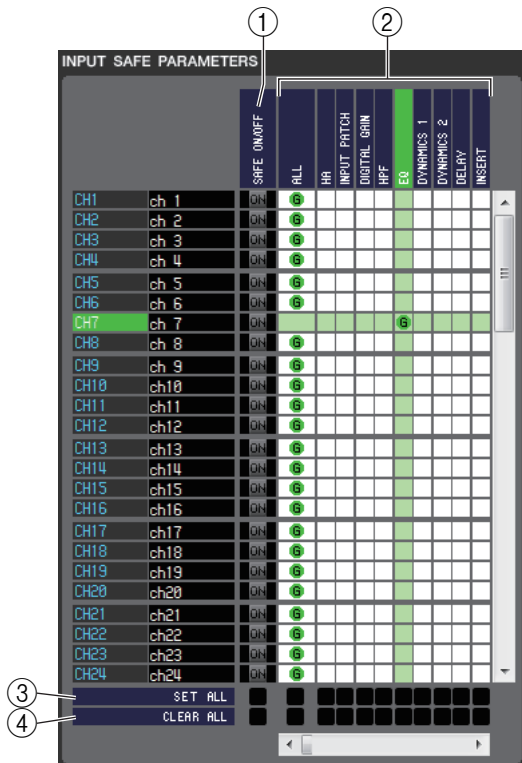 ① ②
INPUT SAFE PARAMETERS
SAFE ON/OFF ALL HA INPUT PATCH DIGITAL GAIN HPF EQ DYNAMICS 1 DYNAMICS 2 DELAY INSERT
CH1 ch 1 ON G
CH2 ch 2 ON G
CH3 ch 3 ON G
CH4 ch 4 ON G
CH5 ch 5 ON G
CH6 ch 6 ON G
CH7 ch 7 ON G
CH8 ch 8 ON G
CH9 ch 9 ON G
CH10 ch10 ON G
CH11 ch11 ON G
CH12 ch12 ON G
CH13 ch13 ON G
CH14 ch14 ON G
CH15 ch15 ON G
CH16 ch16 ON G
CH17 ch17 ON G
CH18 ch18 ON G
CH19 ch19 ON G
CH20 ch20 ON G
CH21 ch21 ON G
CH22 ch22 ON G
CH23 ch23 ON G
CH24 ch24 ON G
③ SET ALL
④ CLEAR ALL